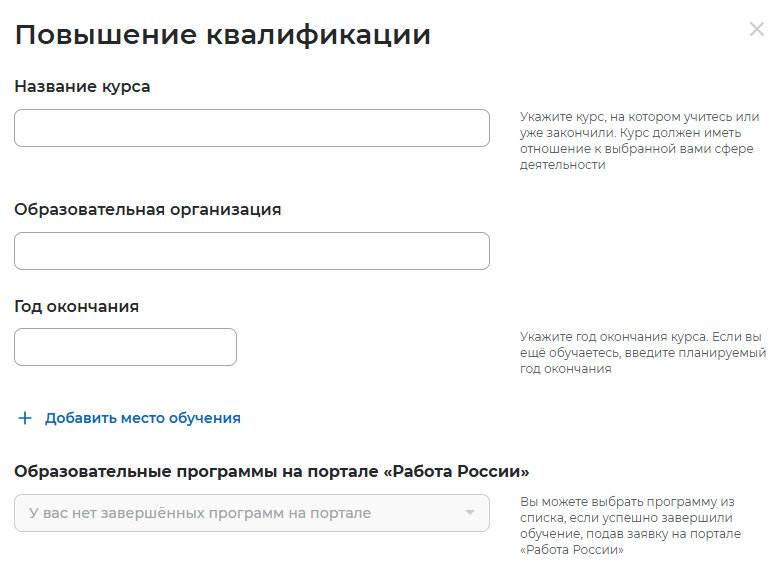 Повышение квалификации
Название курса
Укажите курс, на котором учитесь или
уже закончили. Курс должен иметь
отношение к выбранной вами сфере
деятельности
Образовательная организация
Год окончания
Укажите год окончания курса. Если вы
ещё обучаетесь, введите планируемый
год окончания
+ Добавить место обучения
Образовательные программы на портале «Работа России»
У вас нет завершённых программ на портале
Вы можете выбрать программу из
списка, если успешно завершили
обучение, подав заявку на портале
«Работа России»